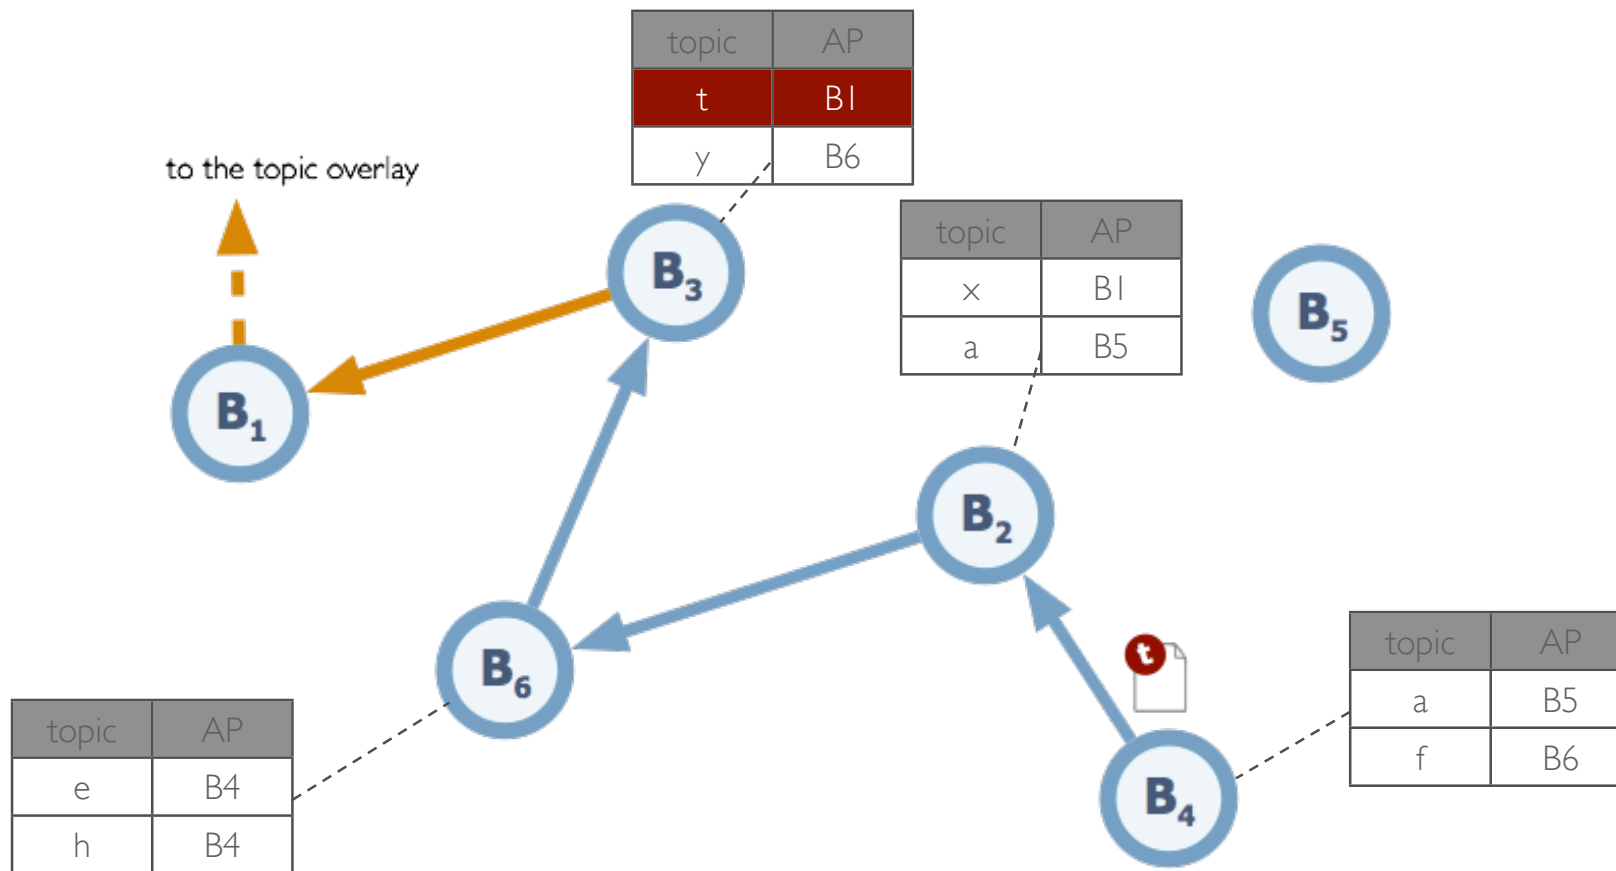 topic AP
t B1
y B6
to the topic overlay
topic AP
x B1
a B5
B3
B5
B1
B2
t
B6
topic AP
a B5
f B6
topic AP
e B4
h B4
B4